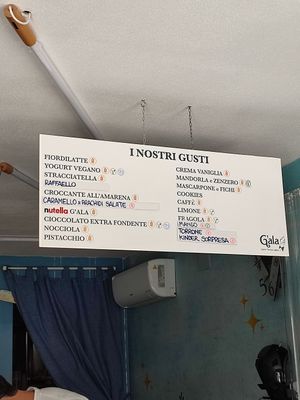 I NOSTRI GUSTI
FIORDILATTE
YOGURT VEGANO
STRACCIATELLA
RAFFAELLO
CROCCANTE ALL'AMARENA
CARAMELLO e ARACHIDI SALATE
nutella G'ALA
CIOCCOLATO EXTRA FONDENTE
NOCCIOLA
PISTACCHIO
CREMA VANIGLIA
MANDORLA e ZENZERO
MASCARPONE e FICHI
COOKIES
CAFFÈ
LIMONE
FRAGOLA
MANGO
TORRONE
KINDER SORPRESA
Gala